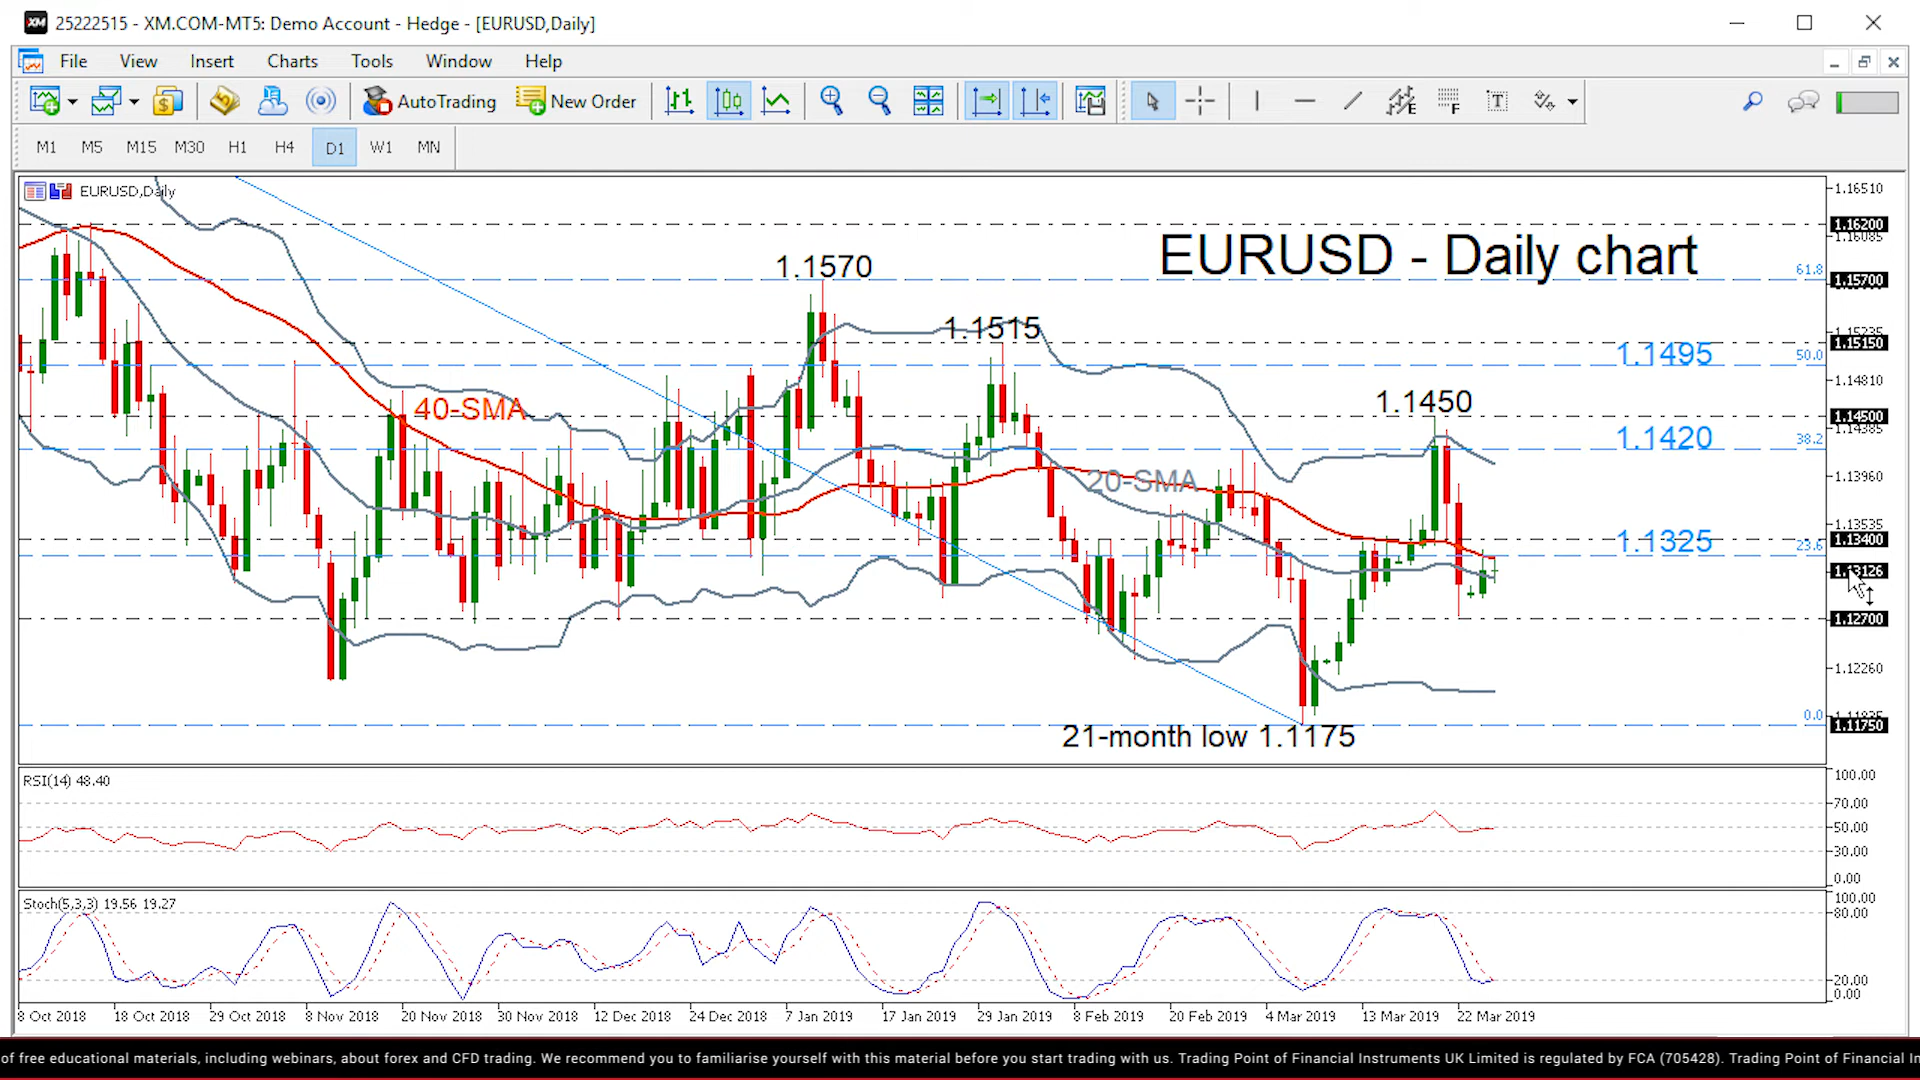 25222515 - XM.COM-MT5: Demo Account - Hedge - [EURUSD,Daily]
File View Insert Charts Tools Window Help
AutoTrading New Order
M1 M5 M15 M30 H1 H4 D1 W1 MN
EURUSD,Daily
1.16510
1.16200
EURUSD - Daily chart
1.1570
61.8
1.15700
1.1515
1.15235
1.15150
1.1495
50.0
1.14810
40-SMA
1.1450
1.14500
1.14385
1.1420
38.2
20-SMA
1.13960
1.13535
1.13400
1.1325
23.6
1.13126
1.12700
1.12260
0.0
1.11750
21-month low 1.1175
RSI(14) 48.40
100.00
70.00
50.00
30.00
0.00
Stoch(5,3,3) 19.56 19.27
100.00
80.00
20.00
0.00
8 Oct 2018 18 Oct 2018 29 Oct 2018 8 Nov 2018 20 Nov 2018 30 Nov 2018 12 Dec 2018 24 Dec 2018 7 Jan 2019 17 Jan 2019 29 Jan 2019 8 Feb 2019 20 Feb 2019 4 Mar 2019 13 Mar 2019 22 Mar 2019
of free educational materials, including webinars, about forex and CFD trading. We recommend you to familiarise yourself with this material before you start trading with us. Trading Point of Financial Instruments UK Limited is regulated by FCA (705428). Trading Point of Financial